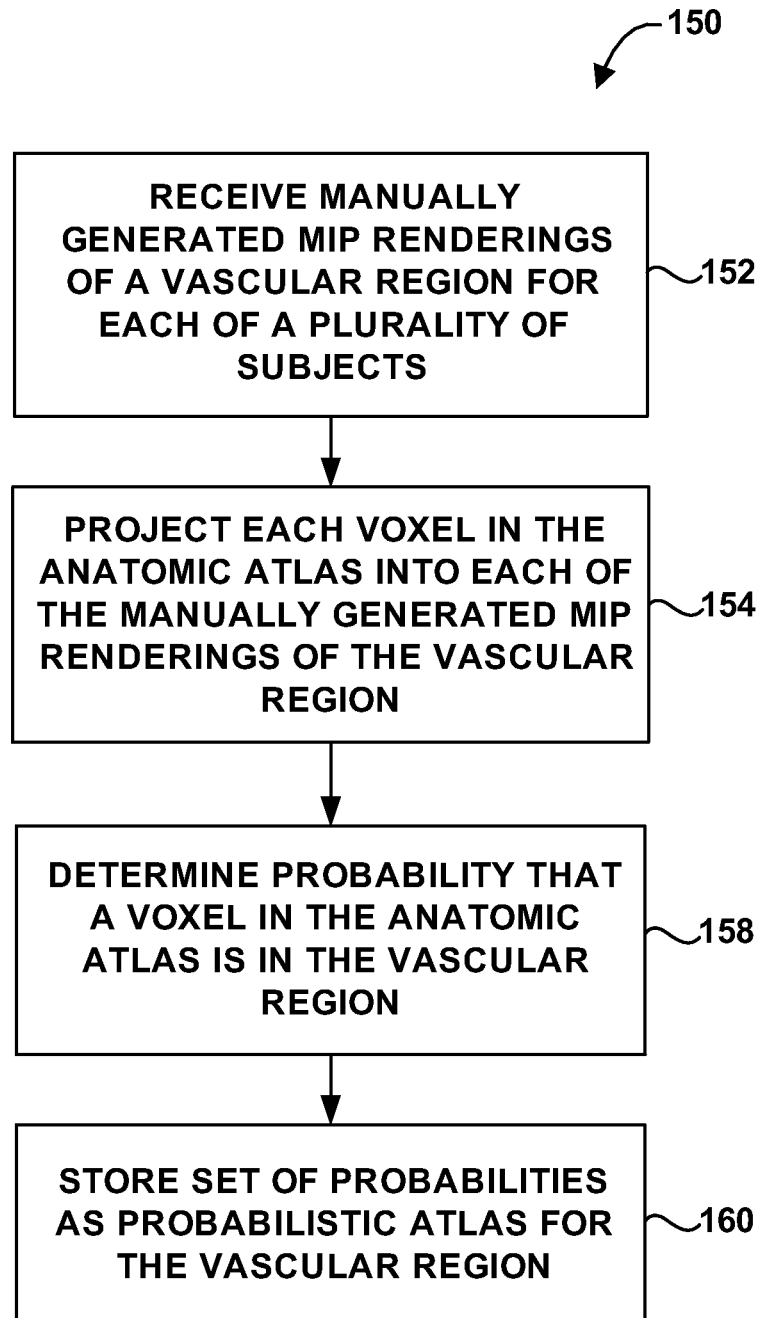 150
RECEIVE MANUALLY
GENERATED MIP RENDERINGS
OF A VASCULAR REGION FOR
EACH OF A PLURALITY OF
SUBJECTS
152
PROJECT EACH VOXEL IN THE
ANATOMIC ATLAS INTO EACH OF
THE MANUALLY GENERATED MIP
RENDERINGS OF THE VASCULAR
REGION
154
DETERMINE PROBABILITY THAT
A VOXEL IN THE ANATOMIC
ATLAS IS IN THE VASCULAR
REGION
158
STORE SET OF PROBABILITIES
AS PROBABILISTIC ATLAS FOR
THE VASCULAR REGION
160